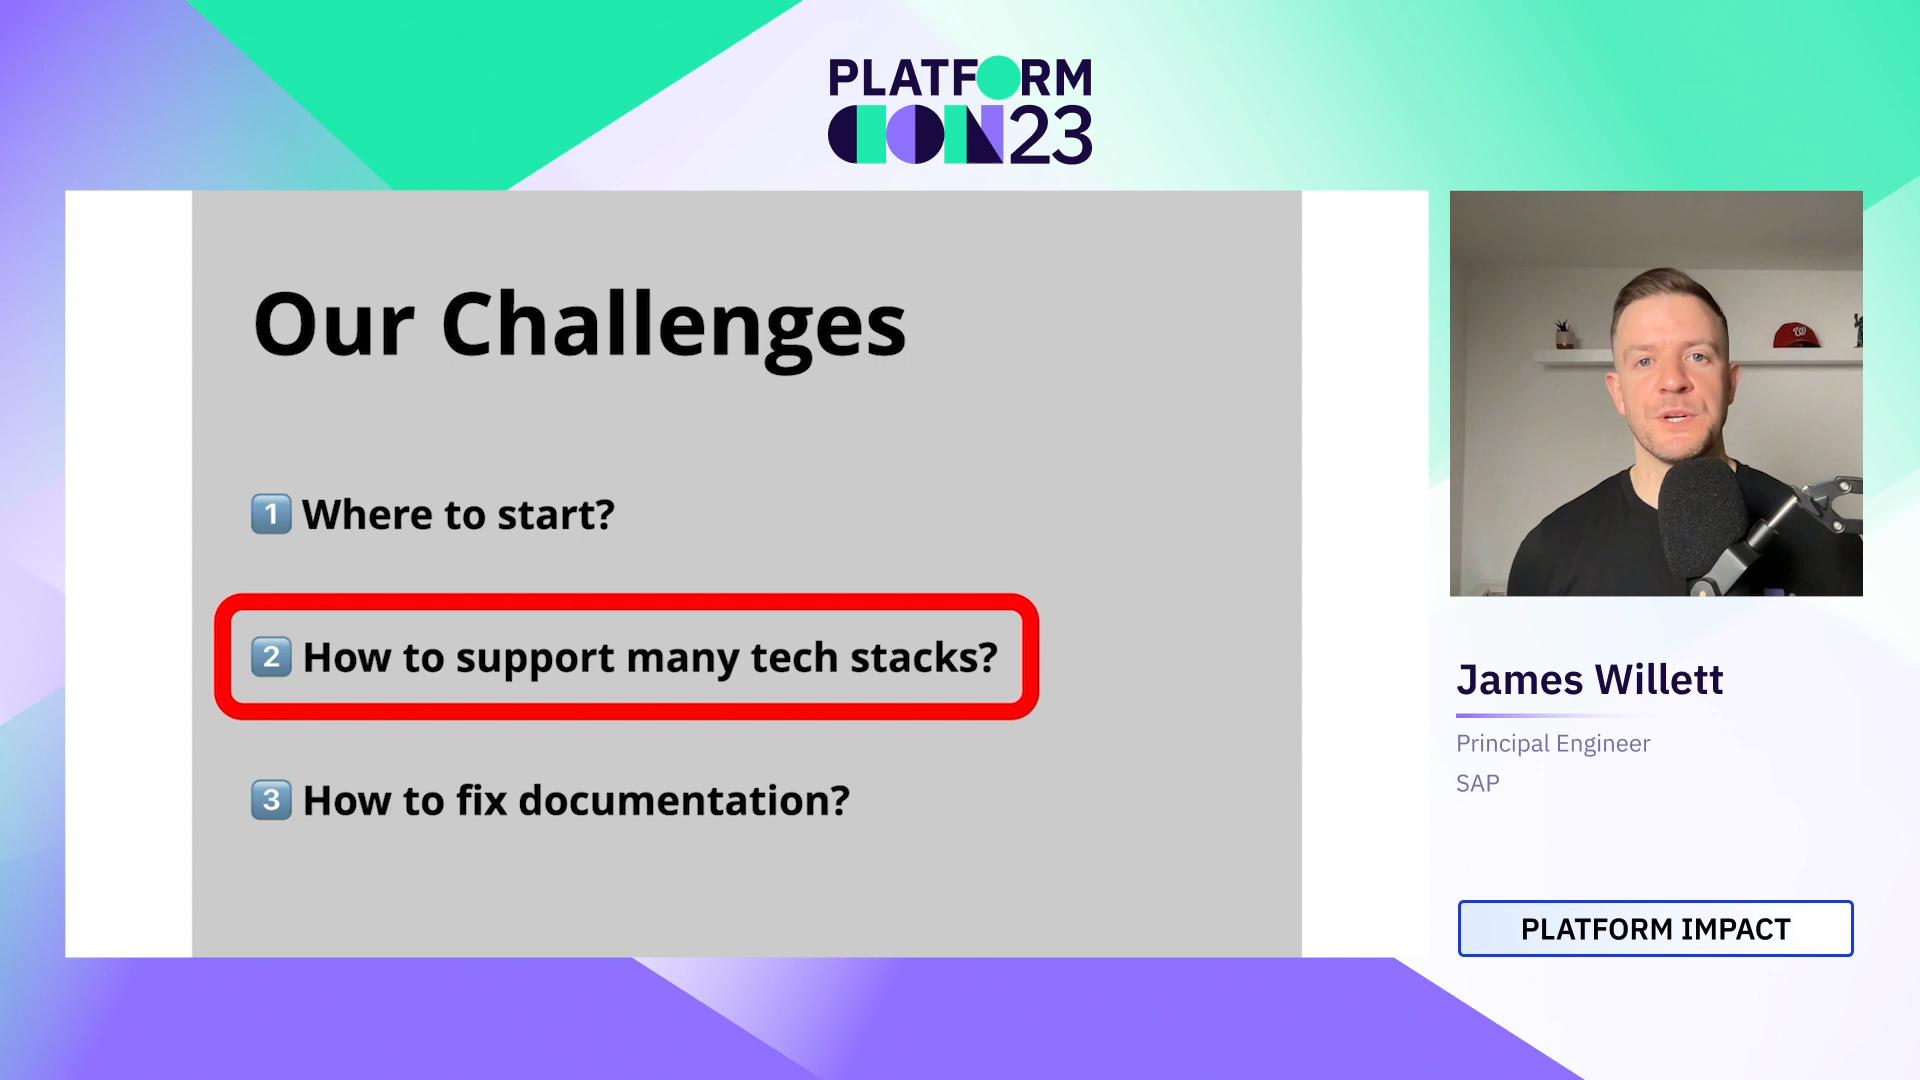 PLATFORM
CON23
Our Challenges
1 Where to start?
2 How to support many tech stacks?
3 How to fix documentation?
W
James Willett
Principal Engineer
SAP
PLATFORM IMPACT